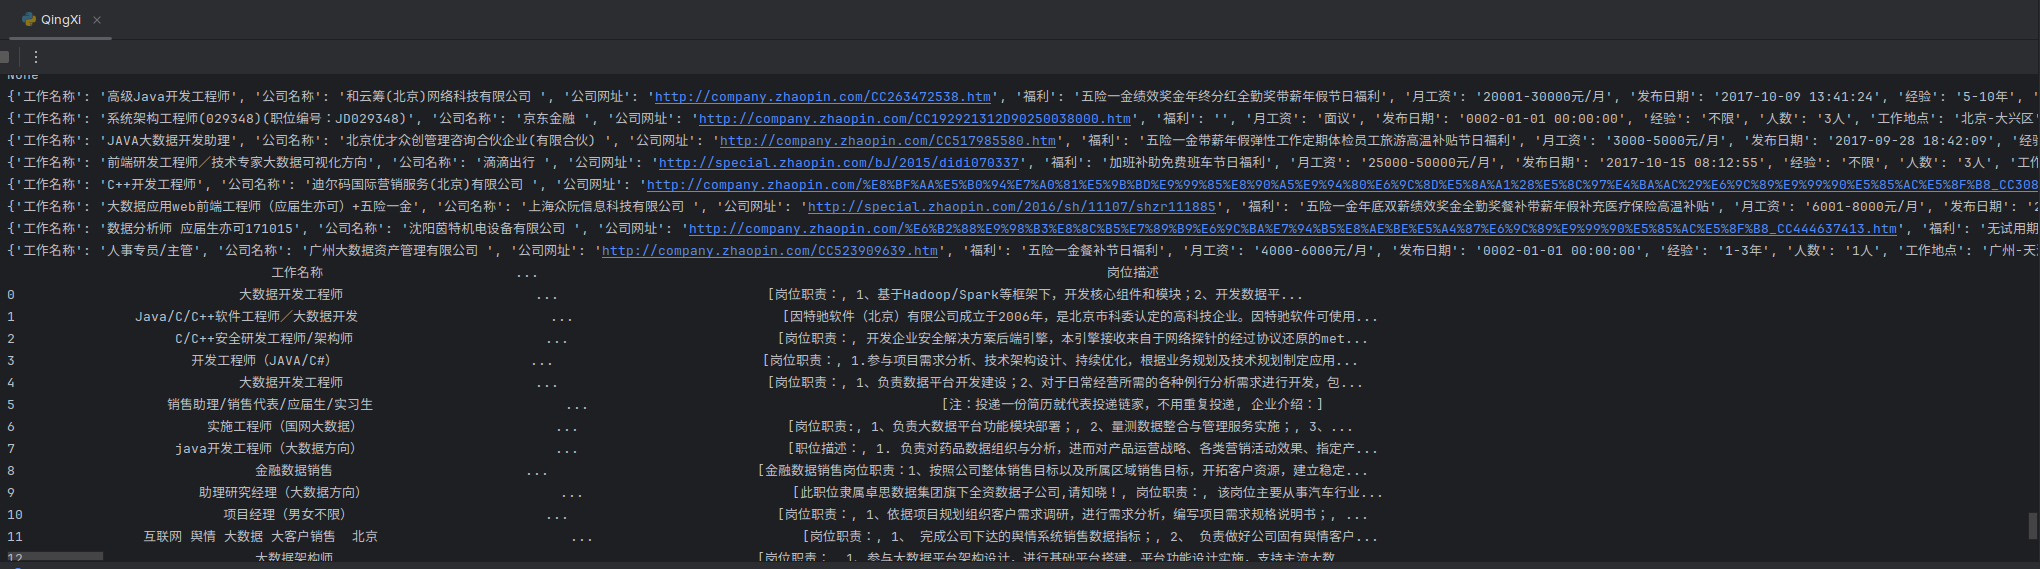 QingXi
None
{'工作名称': '高级Java开发工程师', '公司名称': '和云筹(北京)网络科技有限公司 ', '公司网址': 'http://company.zhaopin.com/CC263472538.htm', '福利': '五险一金绩效奖金年终分红全勤奖带薪年假节日福利', '月工资': '20001-30000元/月', '发布日期': '2017-10-09 13:41:24', '经验': '5-10年', '
{'工作名称': '系统架构工程师(029348)(职位编号：JD029348)', '公司名称': '京东金融 ', '公司网址': 'http://company.zhaopin.com/CC192921312D90250038000.htm', '福利': '', '月工资': '面议', '发布日期': '0002-01-01 00:00:00', '经验': '不限', '人数': '3人', '工作地点': '北京-大兴区'
{'工作名称': 'JAVA大数据开发助理', '公司名称': '北京优才众创管理咨询合伙企业(有限合伙) ', '公司网址': 'http://company.zhaopin.com/CC517985580.htm', '福利': '五险一金带薪年假弹性工作定期体检员工旅游高温补贴节日福利', '月工资': '3000-5000元/月', '发布日期': '2017-09-28 18:42:09', '经验
{'工作名称': '前端研发工程师／技术专家大数据可视化方向', '公司名称': '滴滴出行 ', '公司网址': 'http://special.zhaopin.com/bJ/2015/didi070337', '福利': '加班补助免费班车节日福利', '月工资': '25000-50000元/月', '发布日期': '2017-10-15 08:12:55', '经验': '不限', '人数': '3人', '工作
{'工作名称': 'C++开发工程师', '公司名称': '迪尔码国际营销服务(北京)有限公司 ', '公司网址': 'http://company.zhaopin.com/%E8%BF%AA%E5%B0%94%E7%A0%81%E5%9B%BD%E9%99%85%E8%90%A5%E9%94%80%E6%9C%8D%E5%8A%A1%28%E5%8C%97%E4%BA%AC%29%E6%9C%89%E9%99%90%E5%85%AC%E5%8F%B8_CC308
{'工作名称': '大数据应用web前端工程师（应届生亦可）+五险一金', '公司名称': '上海众阮信息科技有限公司 ', '公司网址': 'http://special.zhaopin.com/2016/sh/11107/shzr111885', '福利': '五险一金年底双薪绩效奖金全勤奖餐补带薪年假补充医疗保险高温补贴', '月工资': '6001-8000元/月', '发布日期': '2
{'工作名称': '数据分析师 应届生亦可171015', '公司名称': '沈阳茵特机电设备有限公司 ', '公司网址': 'http://company.zhaopin.com/%E6%B2%88%E9%98%B3%E8%8C%B5%E7%89%B9%E6%9C%BA%E7%94%B5%E8%AE%BE%E5%A4%87%E6%9C%89%E9%99%90%E5%85%AC%E5%8F%B8_CC444637413.htm', '福利': '无试用期
{'工作名称': '人事专员/主管', '公司名称': '广州大数据资产管理有限公司 ', '公司网址': 'http://company.zhaopin.com/CC523909639.htm', '福利': '五险一金餐补节日福利', '月工资': '4000-6000元/月', '发布日期': '0002-01-01 00:00:00', '经验': '1-3年', '人数': '1人', '工作地点': '广州-天
工作名称 ... 岗位描述
0 大数据开发工程师 ... [岗位职责：, 1、基于Hadoop/Spark等框架下，开发核心组件和模块；2、开发数据平...
1 Java/C/C++软件工程师／大数据开发 ... [因特驰软件（北京）有限公司成立于2006年，是北京市科委认定的高科技企业。因特驰软件可使用...
2 C/C++安全研发工程师/架构师 ... [岗位职责：, 开发企业安全解决方案后端引擎，本引擎接收来自于网络探针的经过协议还原的met...
3 开发工程师（JAVA/C#） ... [岗位职责：, 1.参与项目需求分析、技术架构设计、持续优化，根据业务规划及技术规划制定应用...
4 大数据开发工程师 ... [岗位职责：, 1、负责数据平台开发建设；2、对于日常经营所需的各种例行分析需求进行开发，包...
5 销售助理/销售代表/应届生/实习生 ... [注：投递一份简历就代表投递链家，不用重复投递, 企业介绍：]
6 实施工程师（国网大数据） ... [岗位职责:, 1、负责大数据平台功能模块部署；, 2、量测数据整合与管理服务实施；, 3、...
7 java开发工程师（大数据方向） ... [职位描述：, 1. 负责对药品数据组织与分析，进而对产品运营战略、各类营销活动效果、指定产...
8 金融数据销售 ... [金融数据销售岗位职责：1、按照公司整体销售目标以及所属区域销售目标，开拓客户资源，建立稳定...
9 助理研究经理（大数据方向） ... [此职位隶属卓思数据集团旗下全资数据子公司,请知晓！, 岗位职责：, 该岗位主要从事汽车行业...
10 项目经理（男女不限） ... [岗位职责：, 1、依据项目规划组织客户需求调研，进行需求分析，编写项目需求规格说明书；, ...
11 互联网 舆情 大数据 大客户销售 北京 ... [岗位职责：, 1、 完成公司下达的舆情系统销售数据指标；, 2、 负责做好公司固有舆情客户...
12 大数据架构师 [岗位职责： 1、参与大数据平台架构设计，进行基础平台搭建，平台功能设计实施，支持主流大数